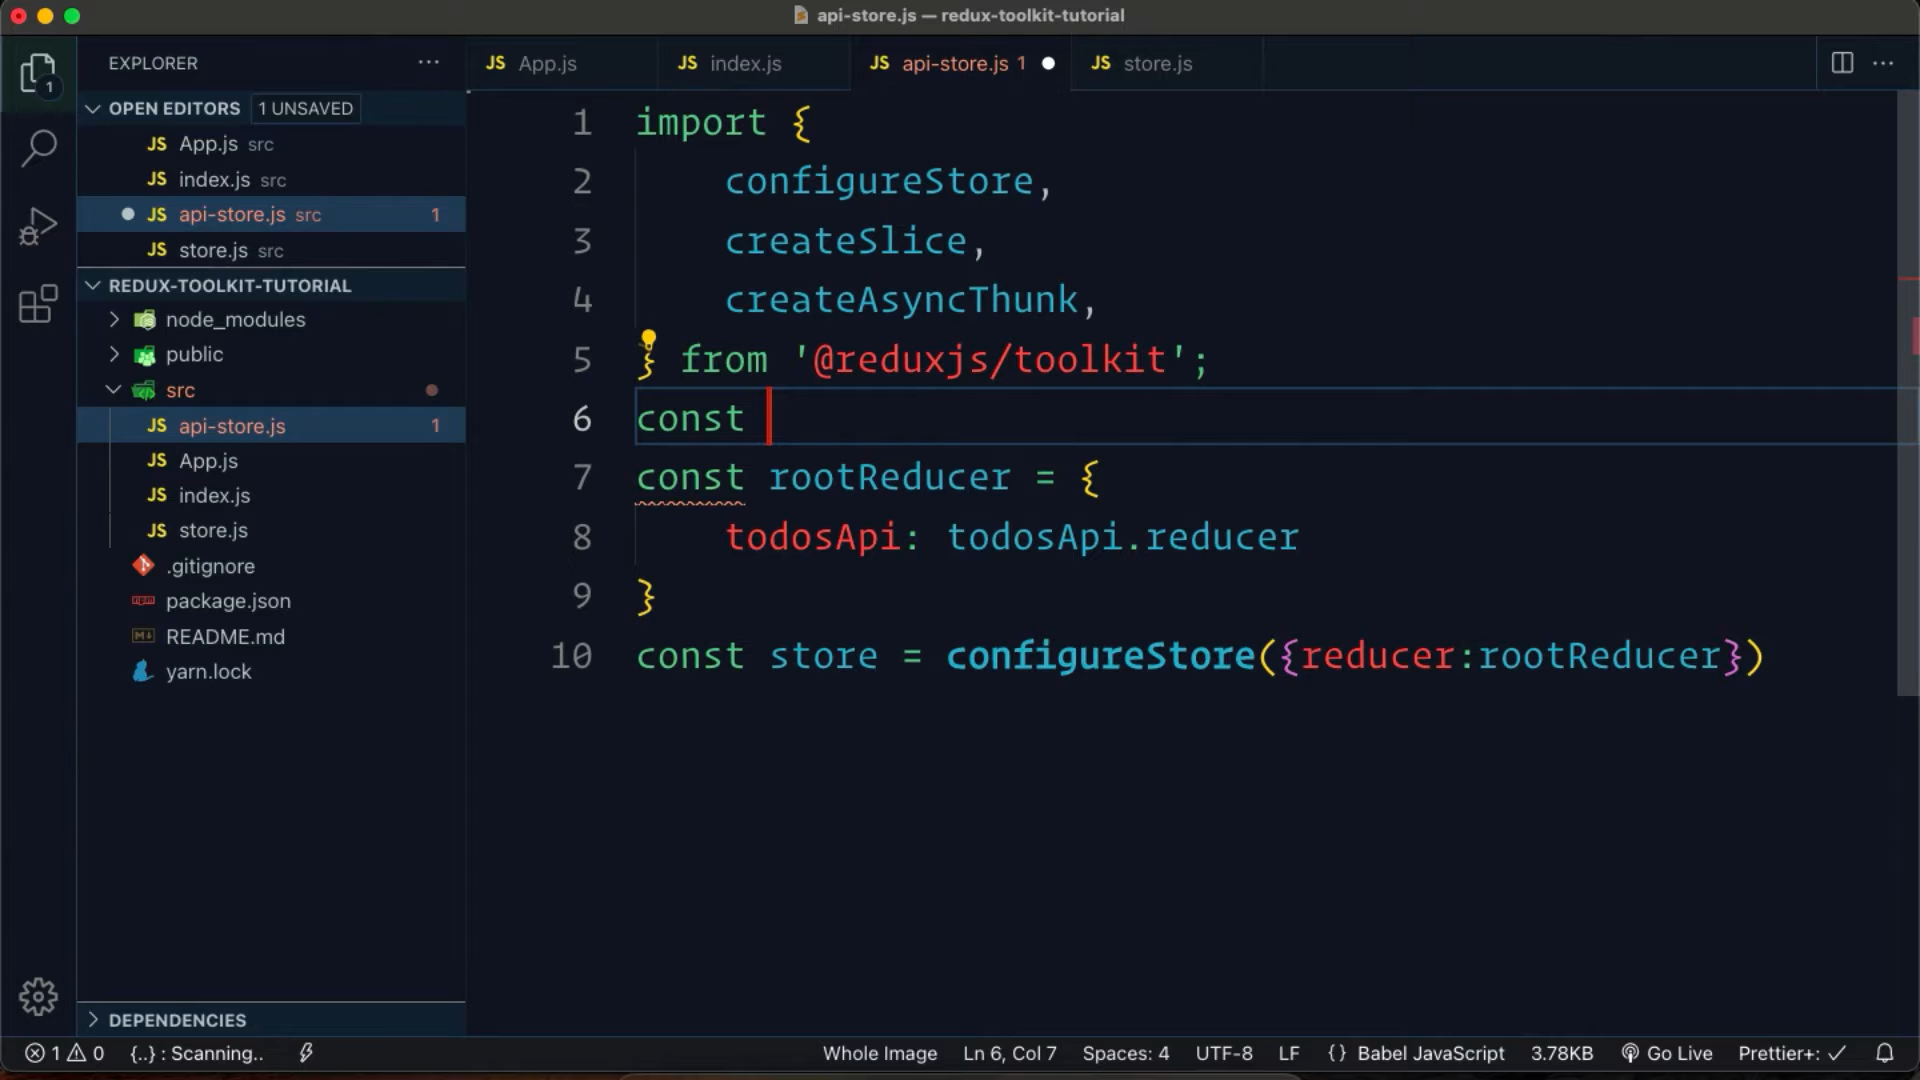 api-store.js — redux-toolkit-tutorial
EXPLORER
JS App.js
JS index.js
JS api-store.js 1
JS store.js
1
OPEN EDITORS 1 UNSAVED
JS App.js src
JS index.js src
JS api-store.js src 1
JS store.js src
REDUX-TOOLKIT-TUTORIAL
node_modules
public
src
JS api-store.js 1
JS App.js
JS index.js
JS store.js
.gitignore
package.json
README.md
yarn.lock
DEPENDENCIES
1 import {
2 configureStore,
3 createSlice,
4 createAsyncThunk,
5 } from '@reduxjs/toolkit';
6 const
7 const rootReducer = {
8 todosApi: todosApi.reducer
9 }
10 const store = configureStore({reducer:rootReducer})
1 0 {..} : Scanning.. Whole Image Ln 6, Col 7 Spaces: 4 UTF-8 LF {} Babel JavaScript 3.78KB Go Live Prettier+: ✓